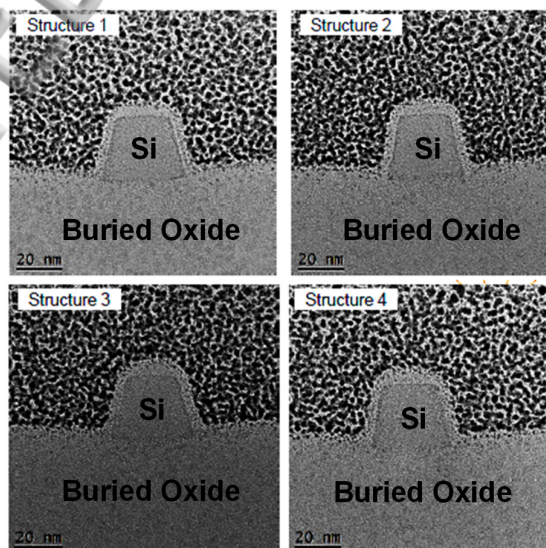 Structure 1
Si
Buried Oxide
20 nm
Structure 2
Si
Buried Oxide
20 nm
Structure 3
Si
Buried Oxide
20 nm
Structure 4
Si
Buried Oxide
20 nm